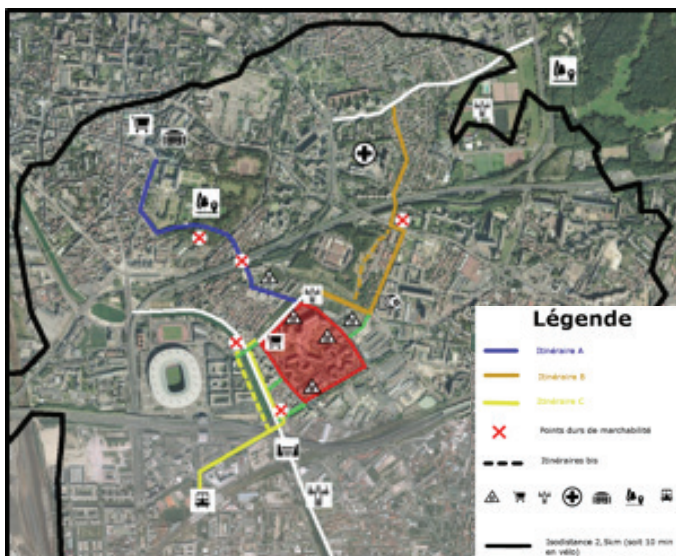 Légende
Itinéraire A
Itinéraire B
Itinéraire C
Points durs de marchabilité
Itinéraires bis
Isodistance 2,5km (soit 10 min
en vélo)